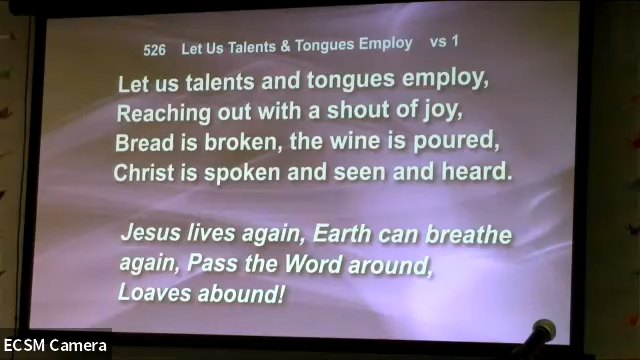 526 Let Us Talents & Tongues Employ vs 1
Let us talents and tongues employ,
Reaching out with a shout of joy,
Bread is broken, the wine is poured,
Christ is spoken and seen and heard.
Jesus lives again, Earth can breathe
again, Pass the Word around,
Loaves abound!
ECSM Camera